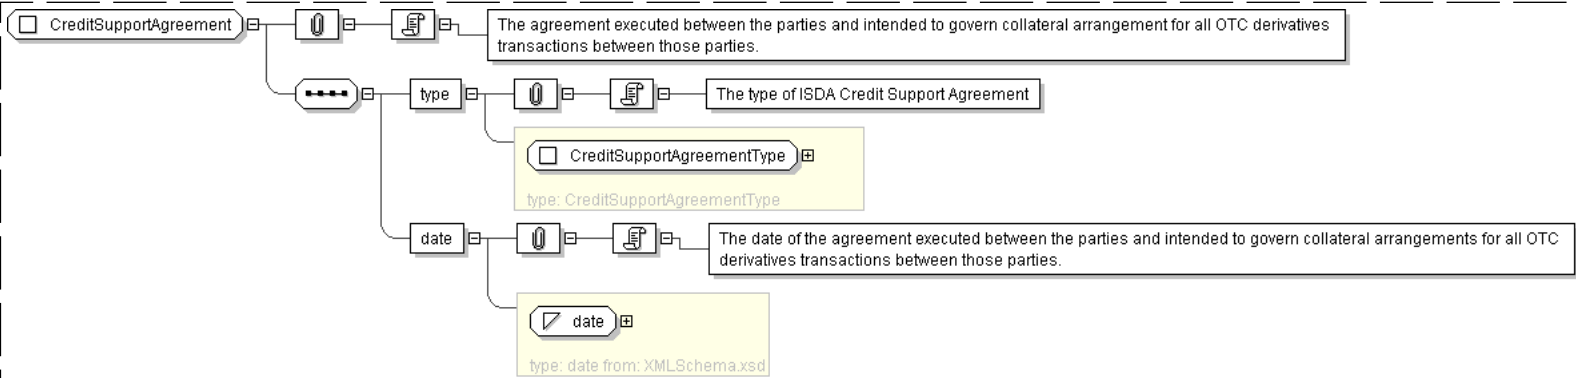 CreditSupportAgreement
The agreement executed between the parties and intended to govern collateral arrangement for all OTC derivatives
transactions between those parties.
type
The type of ISDA Credit Support Agreement
CreditSupportAgreementType
type: CreditSupportAgreementType
date
The date of the agreement executed between the parties and intended to govern collateral arrangements for all OTC
derivatives transactions between those parties.
date
type: date from: XMLSchema.xsd